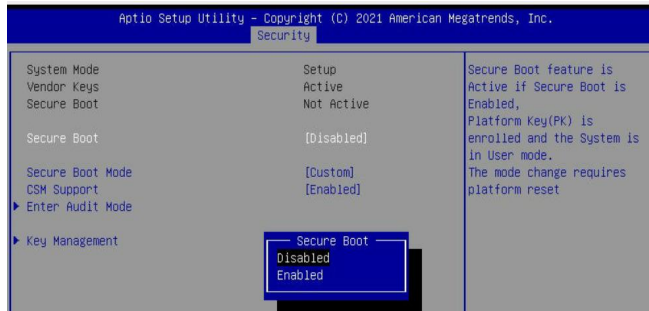 Aptio Setup Utility – Copyright (C) 2021 American Megatrends, Inc.
Security
System Mode Setup
Vendor Keys Active
Secure Boot Not Active
Secure Boot [Disabled]
Secure Boot Mode [Custom]
CSM Support [Enabled]
Enter Audit Mode
Key Management
Secure Boot feature is
Active if Secure Boot is
Enabled,
Platform Key(PK) is
enrolled and the System is
in User mode.
The mode change requires
platform reset
Secure Boot
Disabled
Enabled